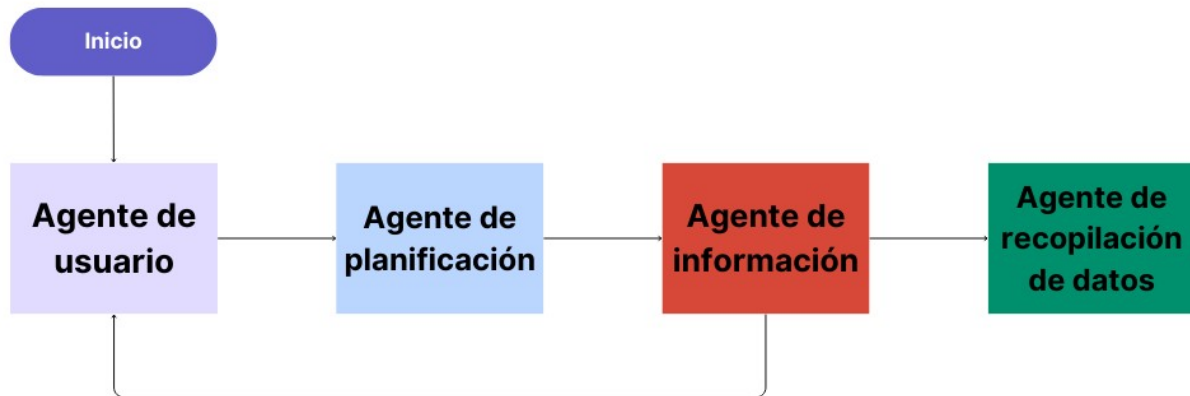 Inicio
Agente de
usuario
Agente de
planificación
Agente de
información
Agente de
recopilación
de datos